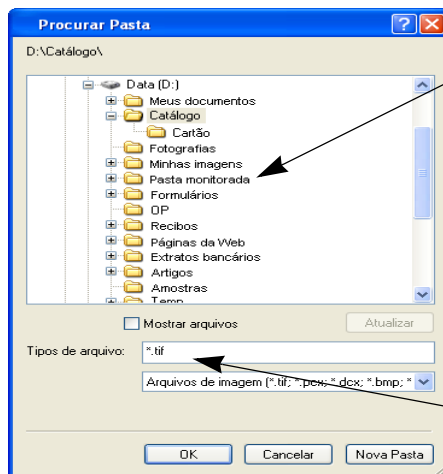 Procurar Pasta
D:\Catálogo\
Data (D:)
Meus documentos
Catálogo
Cartão
Fotografias
Minhas imagens
Pasta monitorada
Formulários
OP
Recibos
Páginas da Web
Extratos bancários
Artigos
Amostras
Temp
Mostrar arquivos
Atualizar
Tipos de arquivo:
*.tif
Arquivos de imagem (*.tif; *.pcx; *.dcx; *.bmp; *
OK
Cancelar
Nova Pasta